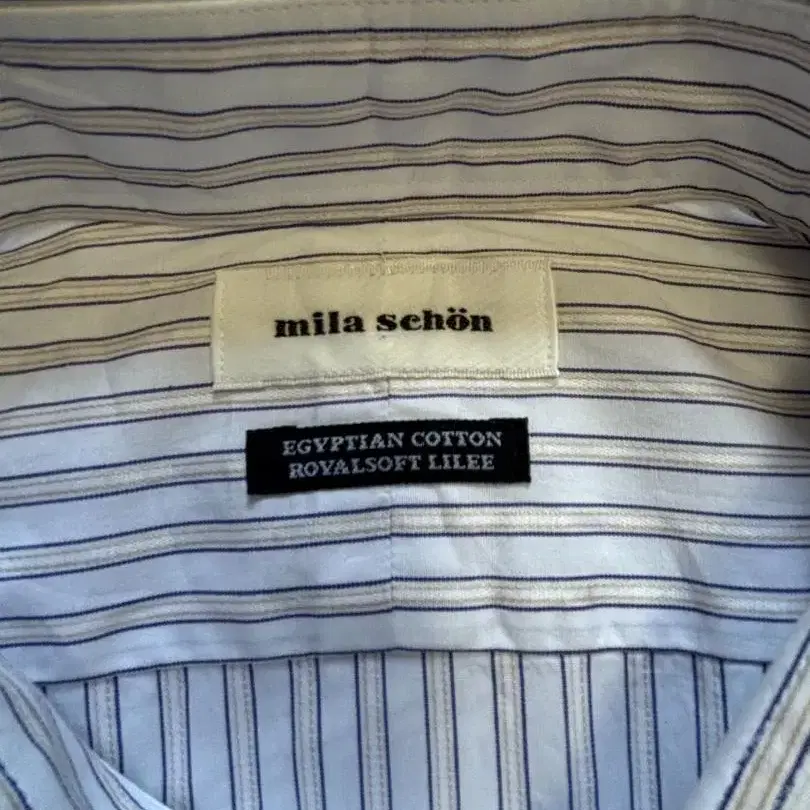 mila schön
EGYPTIAN COTTON
ROYALSOFT LILEE